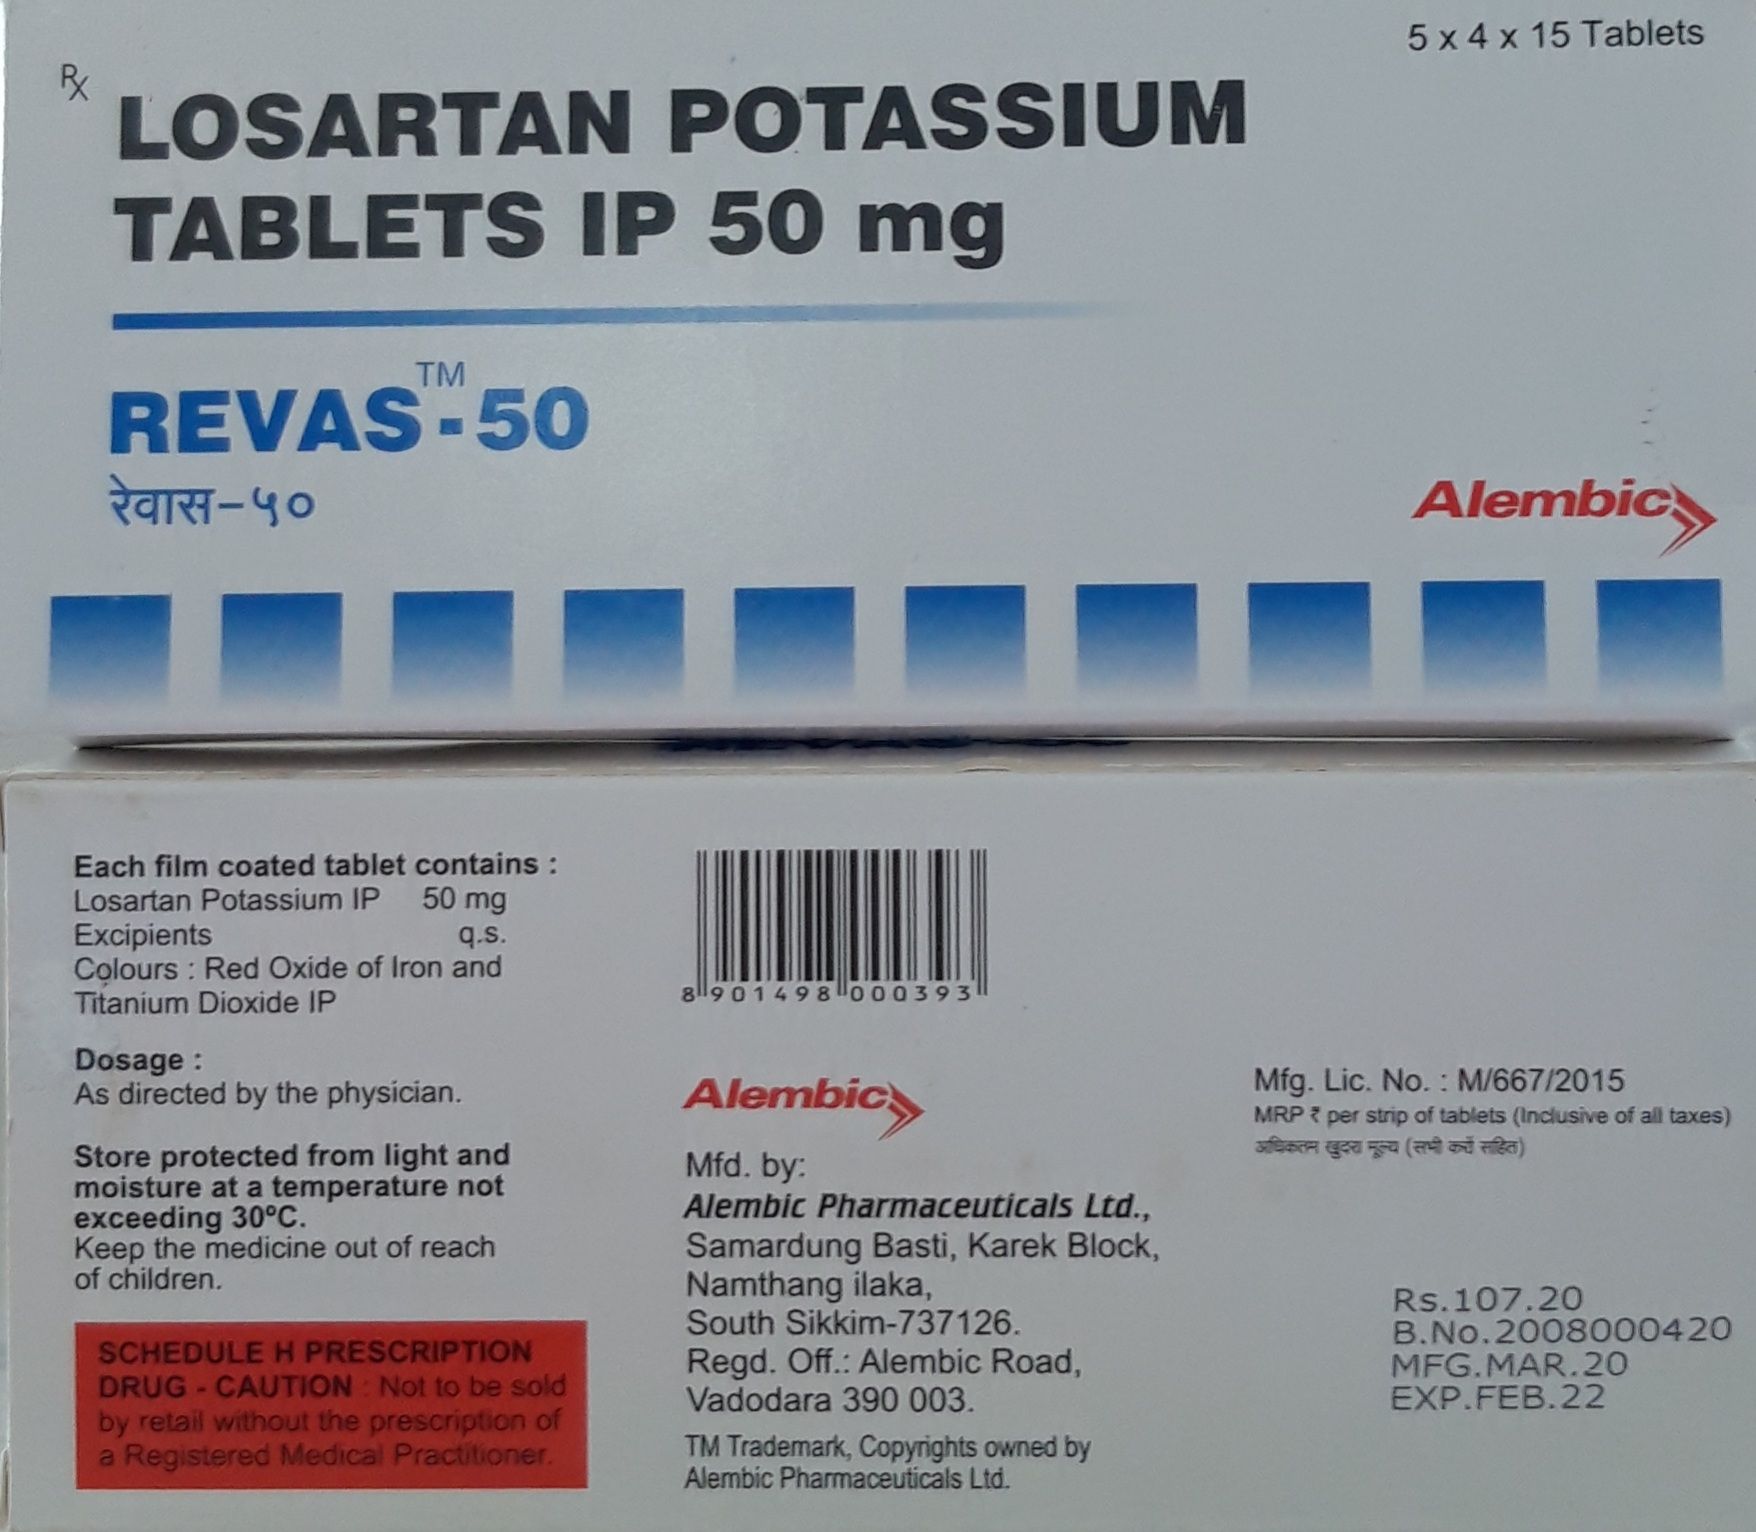 5 x 4 x 15 Tablets
Rx
LOSARTAN POTASSIUM
TABLETS IP 50 mg
REVAS™-50
रेवास-५०
Alembic
Each film coated tablet contains :
Losartan Potassium IP 50 mg
Excipients q.s.
Colours : Red Oxide of Iron and
Titanium Dioxide IP
Dosage :
As directed by the physician.
Store protected from light and
moisture at a temperature not
exceeding 30°C.
Keep the medicine out of reach
of children.
SCHEDULE H PRESCRIPTION
DRUG - CAUTION : Not to be sold
by retail without the prescription of
a Registered Medical Practitioner.
8 901498 000393
Alembic
Mfd. by:
Alembic Pharmaceuticals Ltd.,
Samardung Basti, Karek Block,
Namthang ilaka,
South Sikkim-737126.
Regd. Off.: Alembic Road,
Vadodara 390 003.
TM Trademark, Copyrights owned by
Alembic Pharmaceuticals Ltd.
Mfg. Lic. No. : M/667/2015
MRP ₹ per strip of tablets (Inclusive of all taxes)
अधिकतम खुदरा मूल्य (सभी करों सहित)
Rs.107.20
B.No.2008000420
MFG.MAR.20
EXP.FEB.22